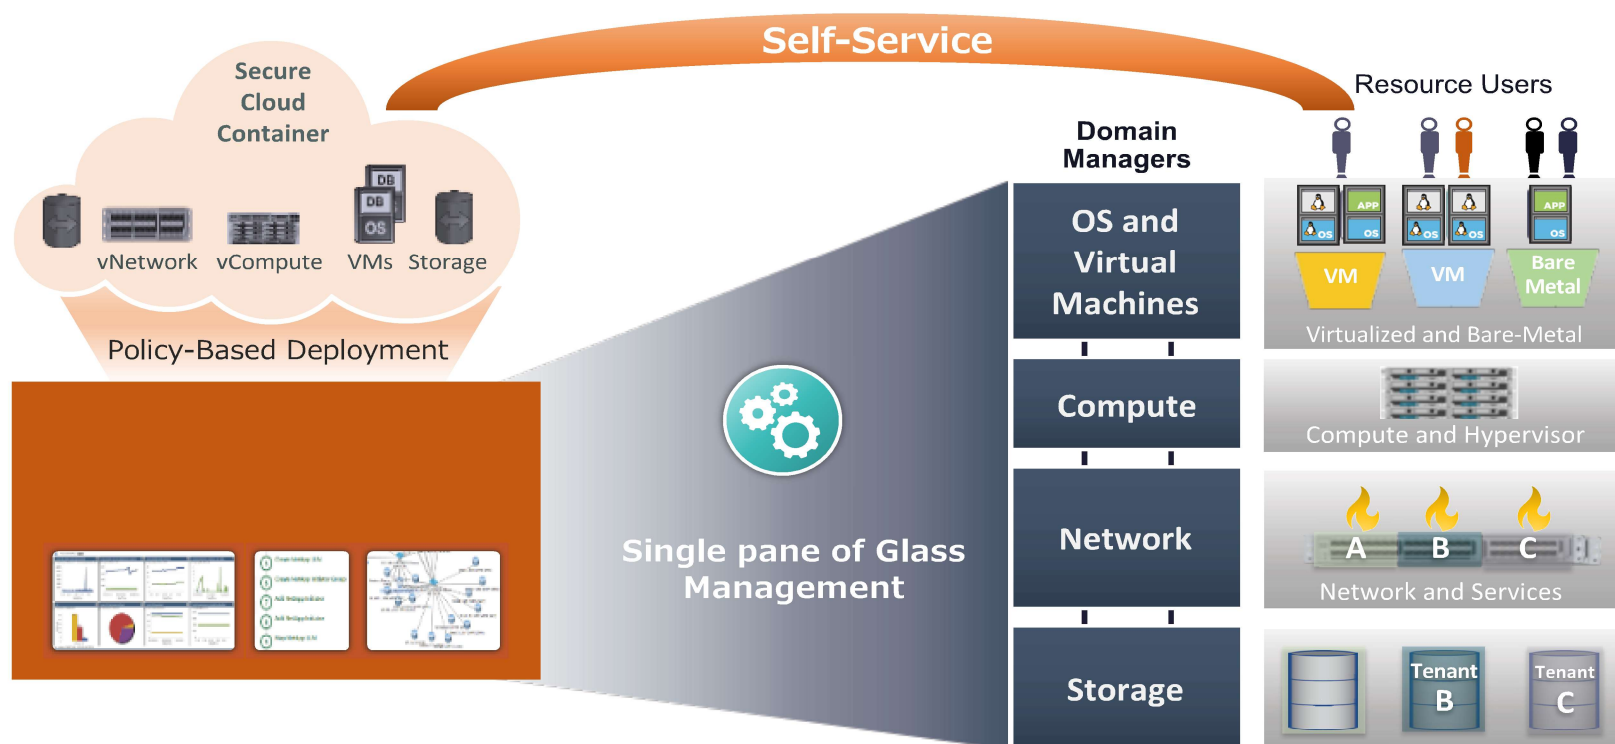 Self-Service
Secure
Cloud
Container
vNetwork
vCompute
DB
DB
OS
VMs
Storage
Policy-Based Deployment
Single pane of Glass
Management
Domain
Managers
OS and
Virtual
Machines
Compute
Network
Storage
Resource Users
APP
OS
OS
OS
OS
APP
OS
VM
VM
Bare
Metal
Virtualized and Bare-Metal
Compute and Hypervisor
A
B
C
Network and Services
Tenant
B
Tenant
C